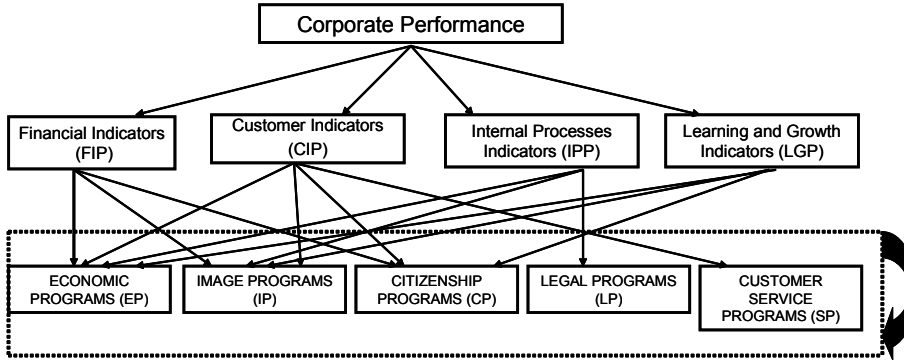 Corporate Performance
Financial Indicators
(FIP)
Customer Indicators
(CIP)
Internal Processes
Indicators (IPP)
Learning and Growth
Indicators (LGP)
ECONOMIC
PROGRAMS (EP)
IMAGE PROGRAMS
(IP)
CITIZENSHIP
PROGRAMS (CP)
LEGAL PROGRAMS
(LP)
CUSTOMER
SERVICE
PROGRAMS (SP)